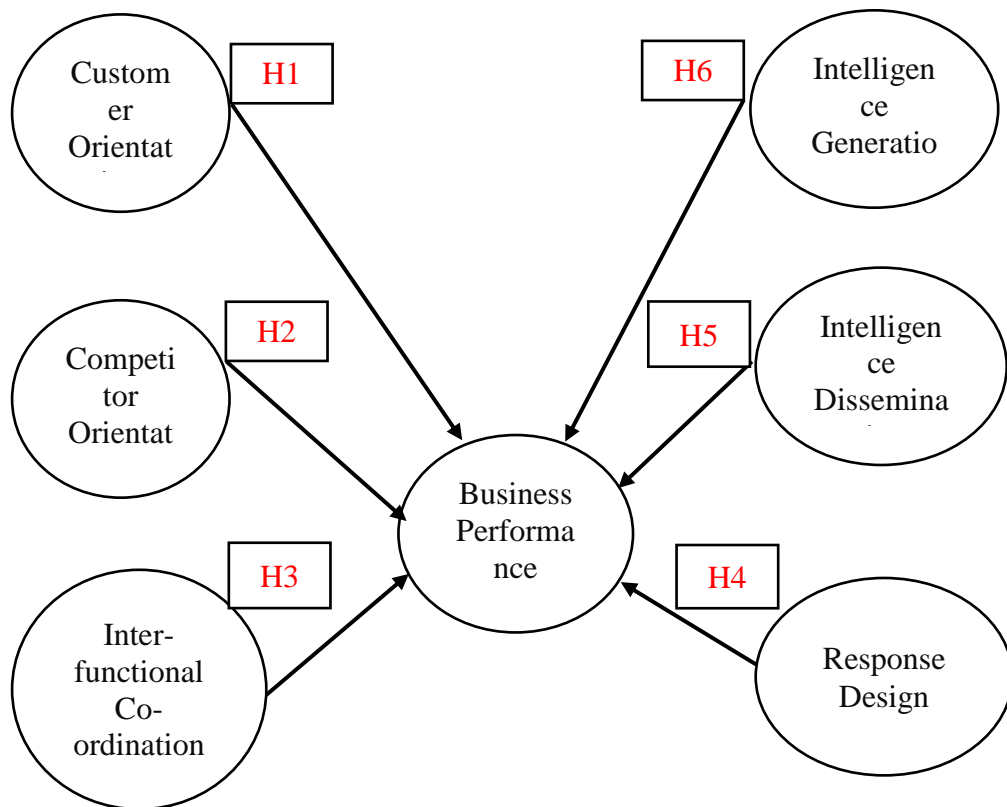 Custom
er
Orientat
H1
H6
Intelligen
ce
Generatio
Competi
tor
Orientat
H2
H5
Intelligen
ce
Dissemina
Business
Performa
nce
Inter-
functional
Co-
ordination
H3
H4
Response
Design